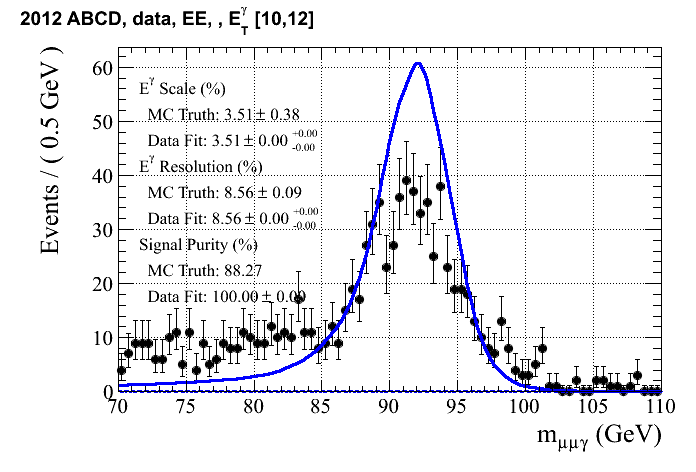 2012 ABCD, data, EE, , E_T^γ [10,12]
Events / ( 0.5 GeV )
60
50
40
30
20
10
0
E^γ Scale (%)
MC Truth: 3.51 ± 0.38
Data Fit: 3.51 ± 0.00 +0.00 -0.00
E^γ Resolution (%)
MC Truth: 8.56 ± 0.09
Data Fit: 8.56 ± 0.00 +0.00 -0.00
Signal Purity (%)
MC Truth: 88.27
Data Fit: 100.00 ± 0.00
70 75 80 85 90 95 100 105 110
m_μμγ (GeV)